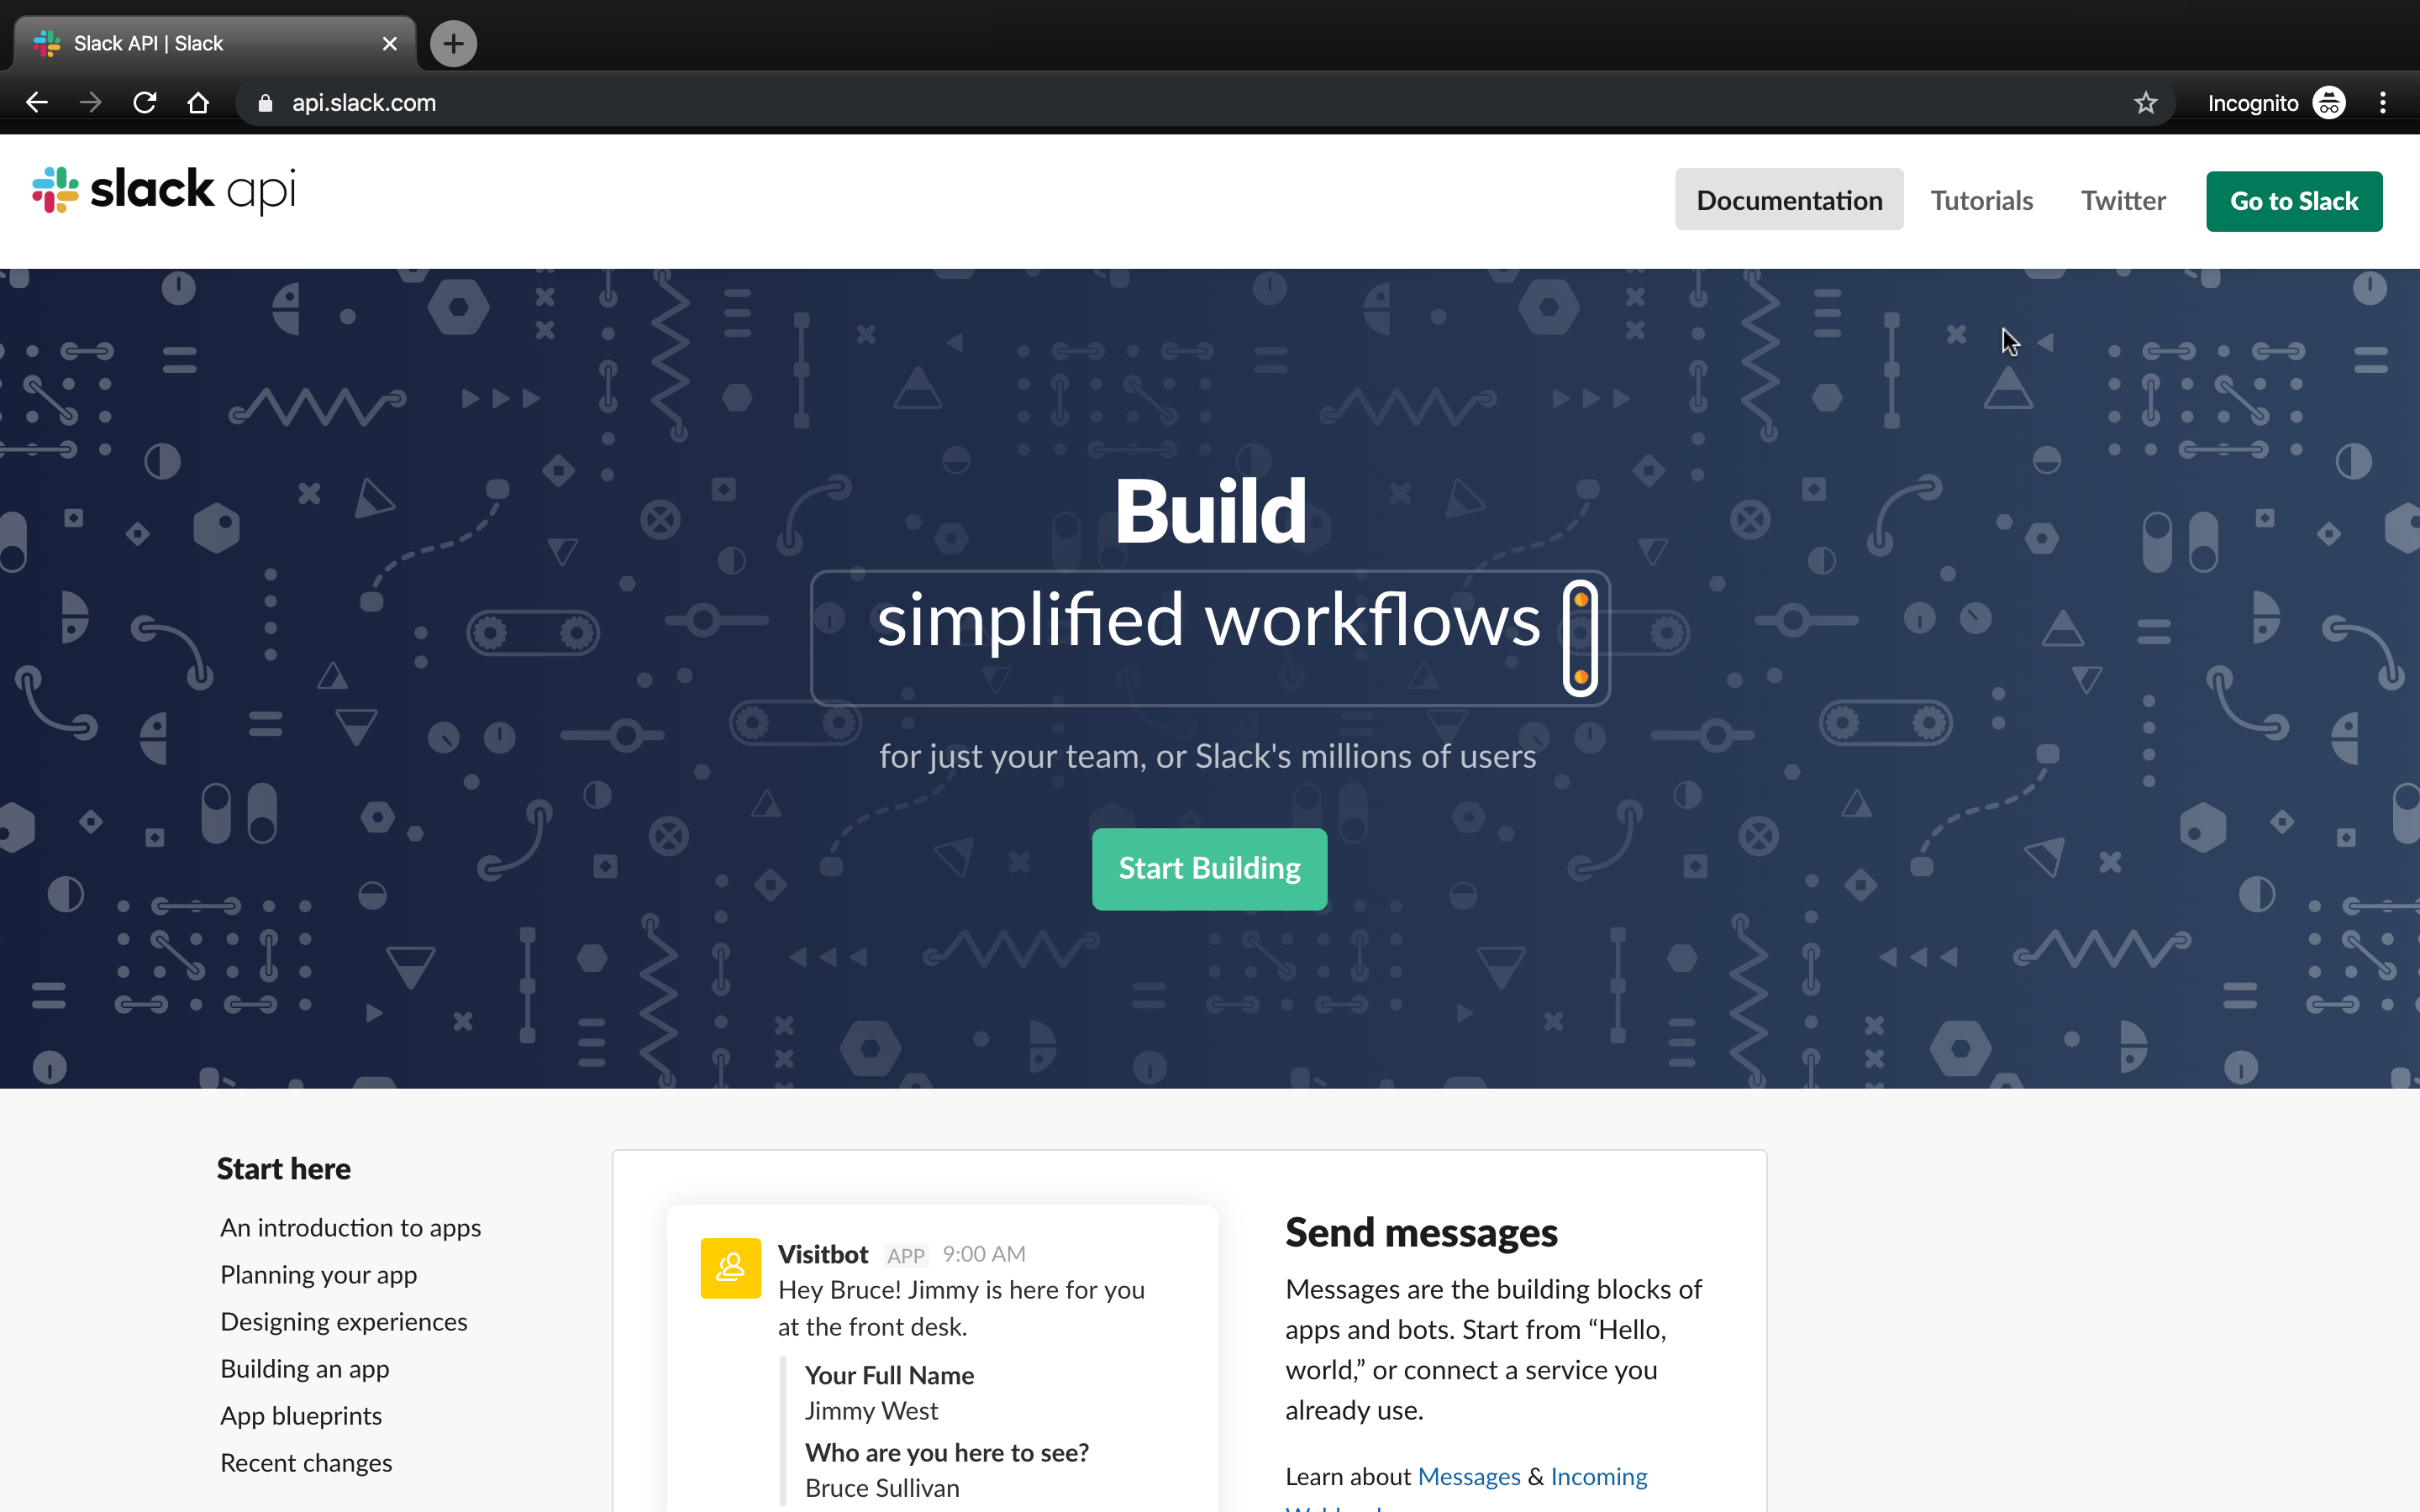 Slack API | Slack
api.slack.com
Incognito
slack api
Documentation
Tutorials
Twitter
Go to Slack
Build
simplified workflows
for just your team, or Slack's millions of users
Start Building
Start here
An introduction to apps
Planning your app
Designing experiences
Building an app
App blueprints
Recent changes
Visitbot APP 9:00 AM
Hey Bruce! Jimmy is here for you
at the front desk.
Your Full Name
Jimmy West
Who are you here to see?
Bruce Sullivan
Send messages
Messages are the building blocks of
apps and bots. Start from “Hello,
world,” or connect a service you
already use.
Learn about Messages & Incoming